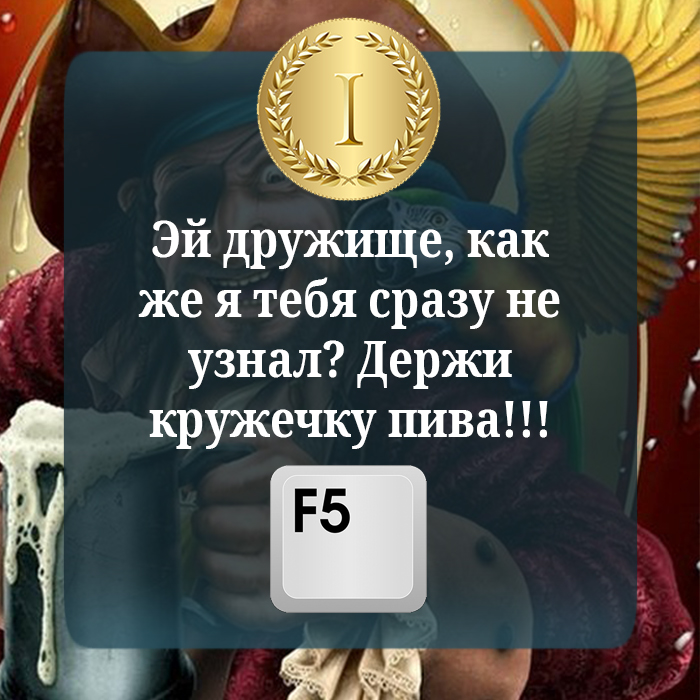 I
Эй дружище, как
же я тебя сразу не
узнал? Держи
кружечку пива!!!
F5